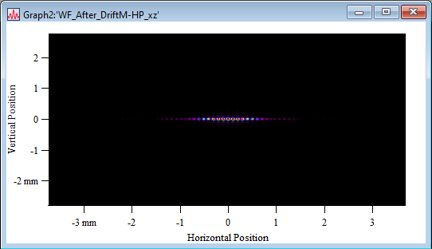 Graph2:'WF_After_DriftM-HP_xz'
Vertical Position
2
1
0
-1
-2 mm
-3 mm -2 -1 0 1 2 3
Horizontal Position